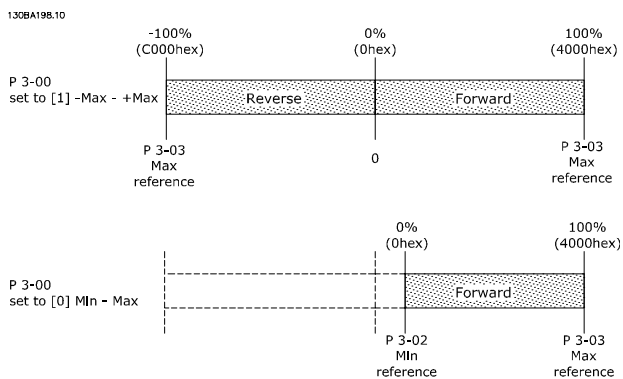 130BA198.10
-100% 0% 100%
(C000hex) (0hex) (4000hex)
P 3-00
set to [1] -Max - +Max
Reverse Forward
P 3-03 0 P 3-03
Max Max
reference reference
0% 100%
(0hex) (4000hex)
P 3-00
set to [0] MIn - Max
Forward
P 3-02 P 3-03
MIn Max
reference reference